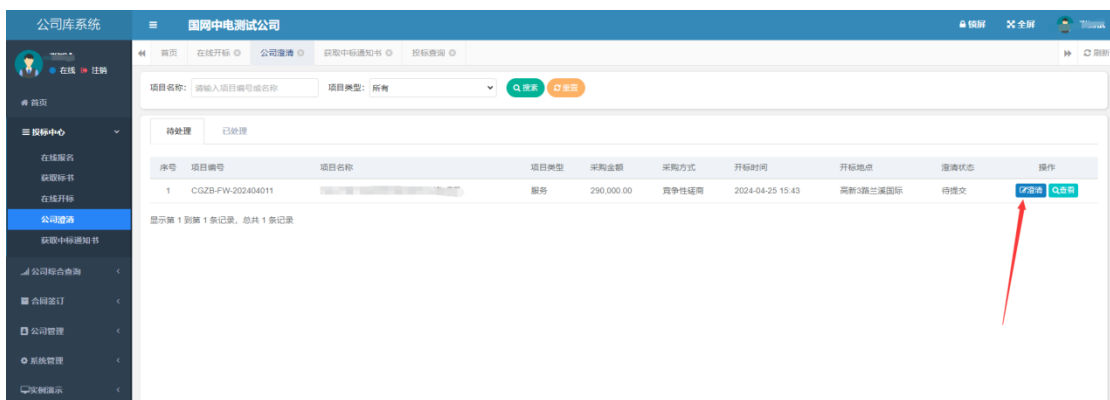 公司库系统
国网中电测试公司
锁屏
全屏
在线 注销
首页 在线开标 公司澄清 获取中标通知书 投标查询
刷新
首页
项目名称: 请输入项目编号或名称 项目类型: 所有 搜索 重置
投标中心
待处理 已处理
在线报名
获取标书
在线开标
公司澄清
获取中标通知书
序号 项目编号 项目名称 项目类型 采购金额 采购方式 开标时间 开标地点 澄清状态 操作
1 CGZB-FW-202404011 服务 290,000.00 竞争性磋商 2024-04-25 15:43 高新3路兰溪国际 待提交 澄清 查看
显示第 1 到第 1 条记录，总共 1 条记录
公司综合查询
合同签订
公司管理
系统管理
实例演示